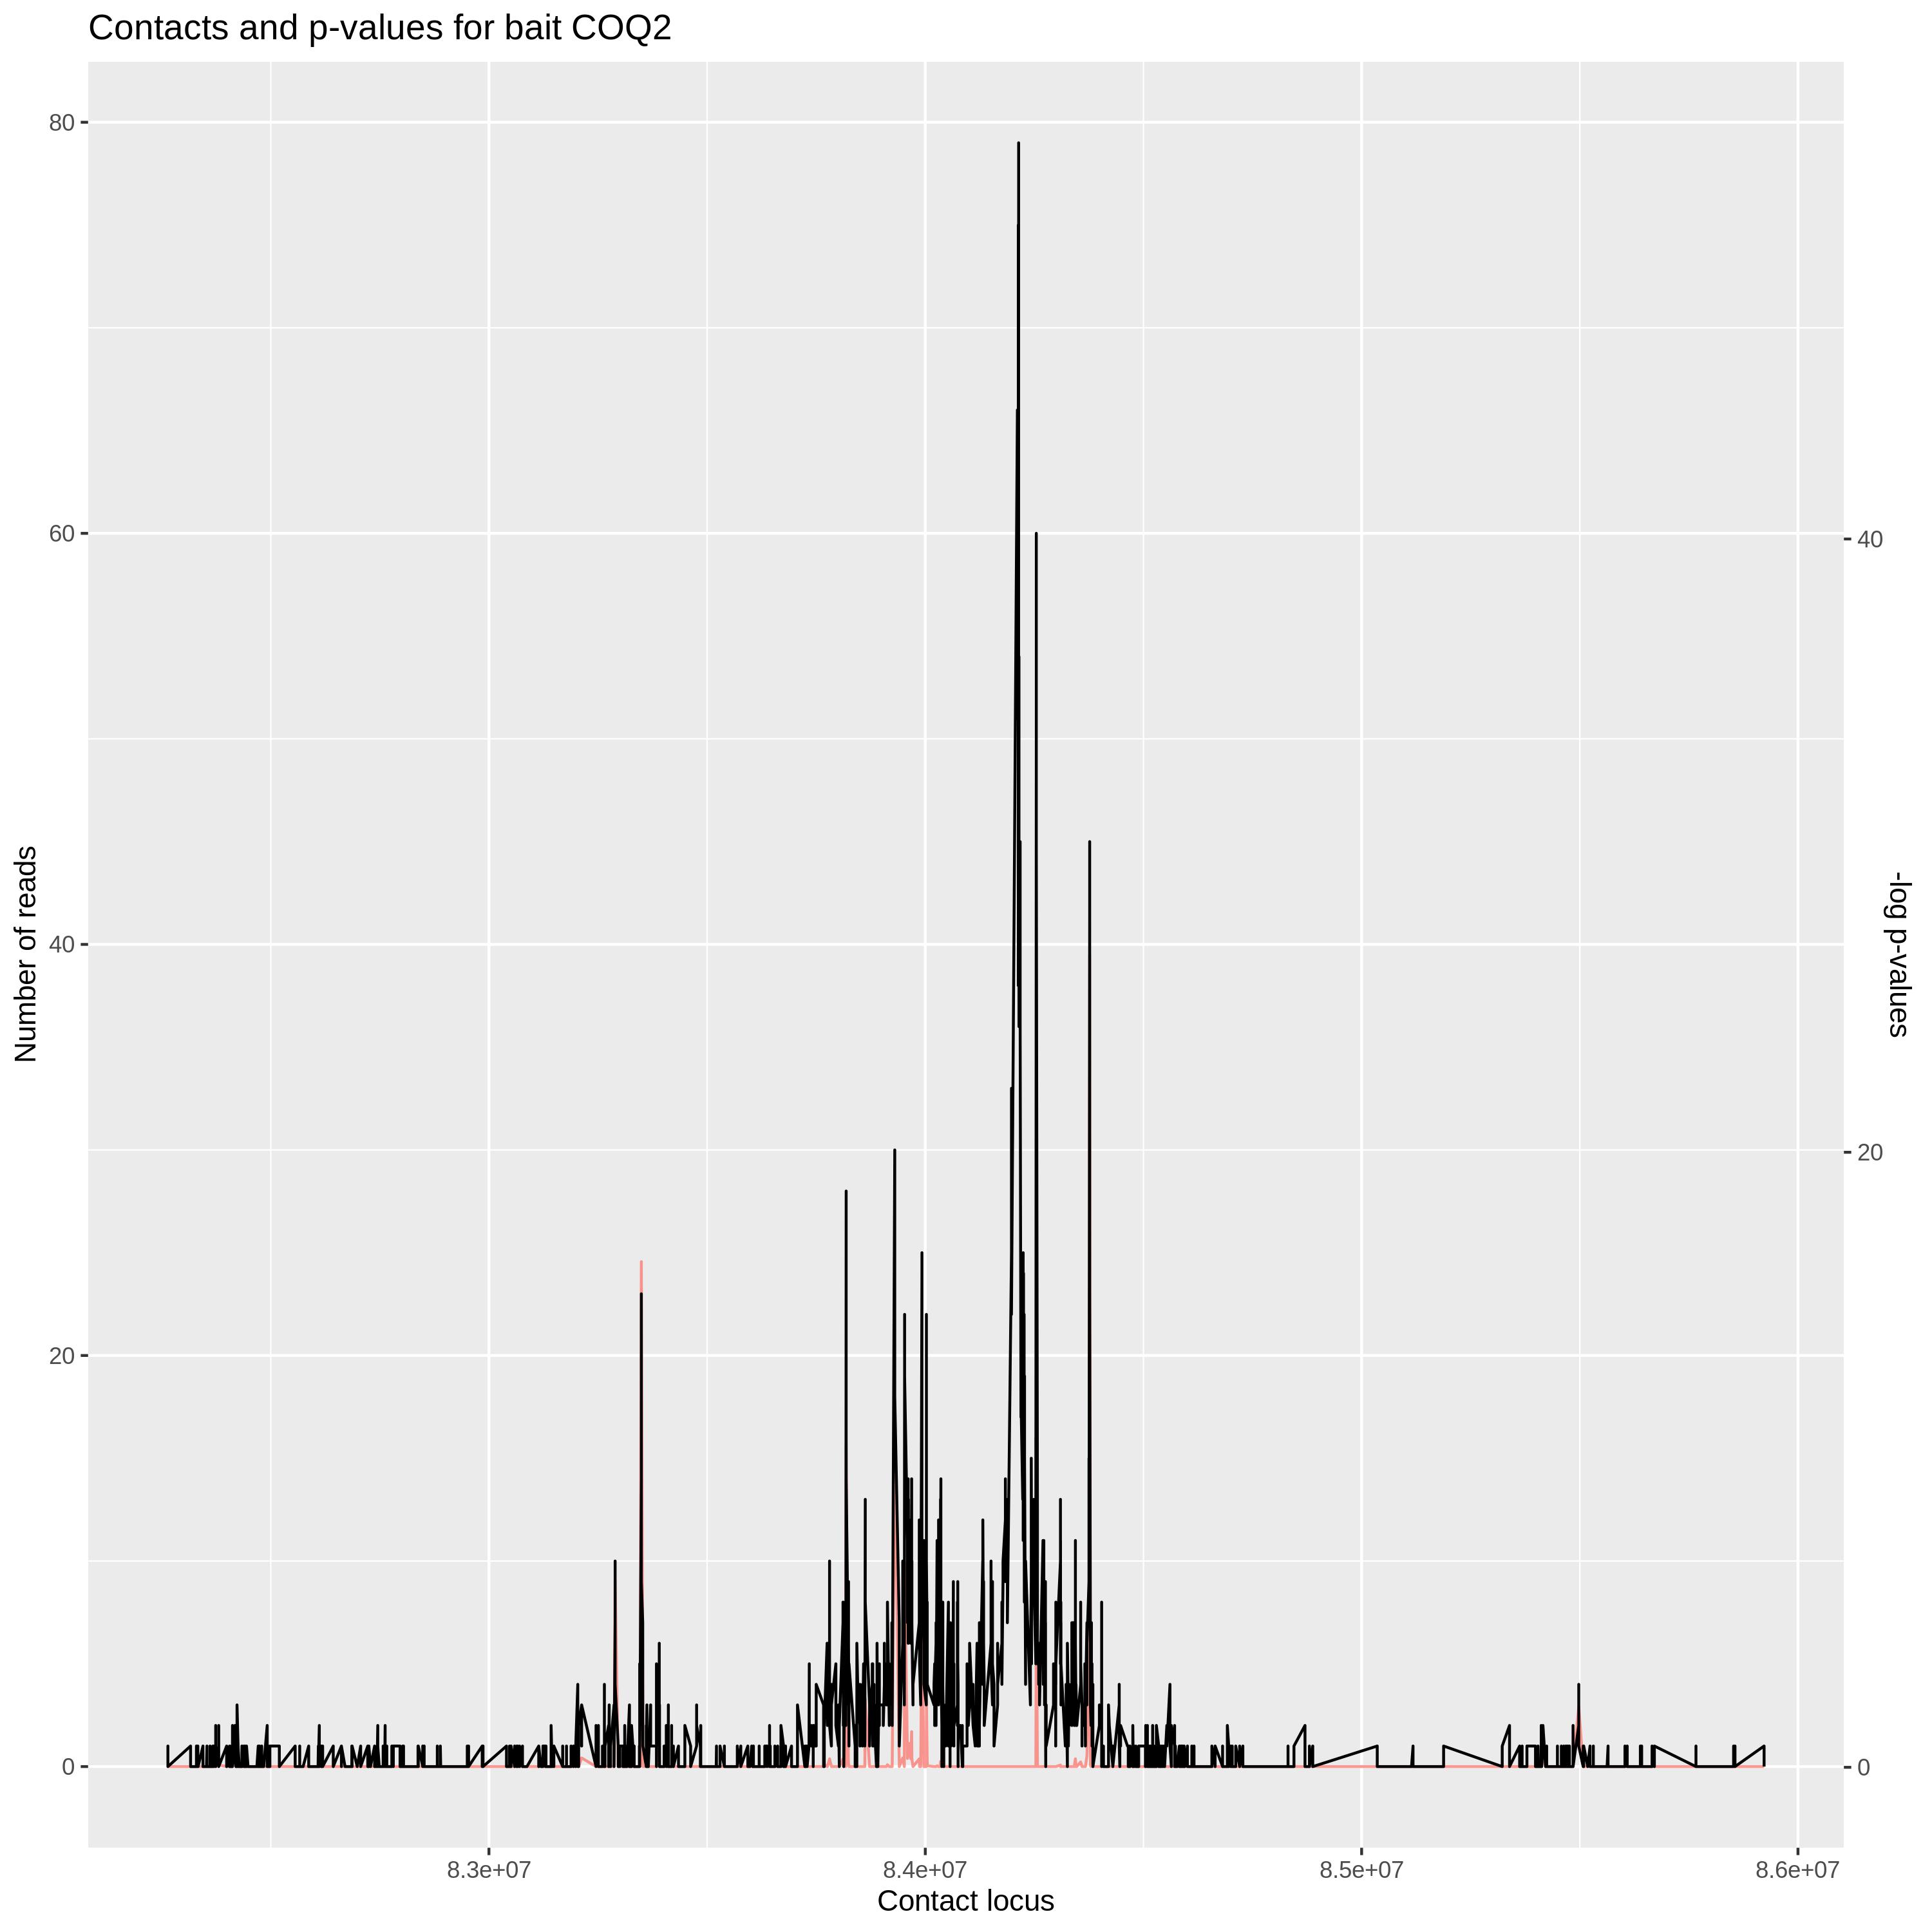 Contacts and p-values for bait COQ2
80
60
40
20
0
40
20
0
Number of reads
-log p-values
8.3e+07
8.4e+07
8.5e+07
8.6e+07
Contact locus